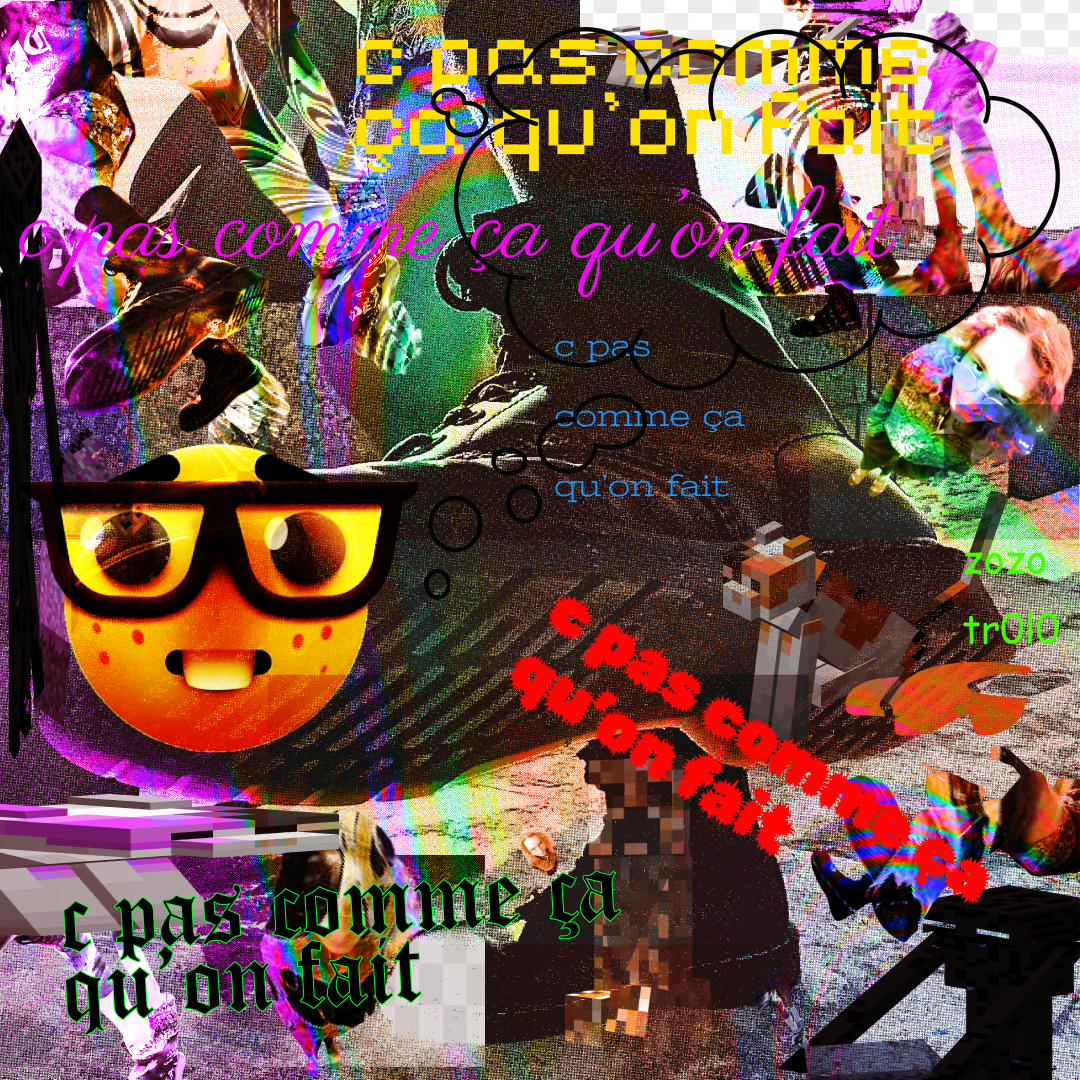 c pas comme
ça qu'on fait
c pas comme ça qu'on fait
c pas
comme ça
qu'on fait
zozo
tr0l0
c pas comme ça
qu'on fait
c pas comme ça
qu'on fait